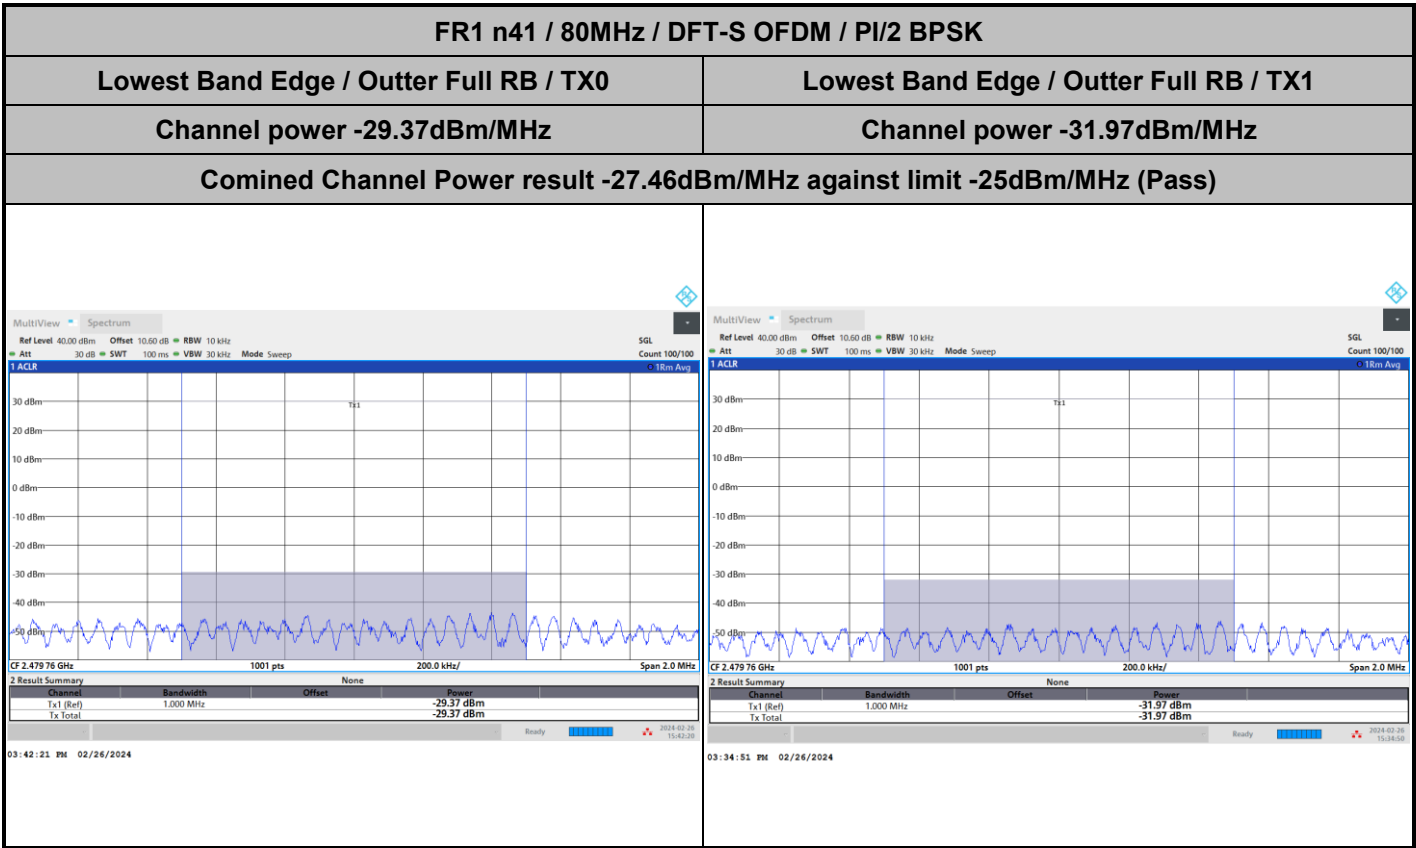 FR1 n41 / 80MHz / DFT-S OFDM / PI/2 BPSK
Lowest Band Edge / Outter Full RB / TX0
Lowest Band Edge / Outter Full RB / TX1
Channel power -29.37dBm/MHz
Channel power -31.97dBm/MHz
Comined Channel Power result -27.46dBm/MHz against limit -25dBm/MHz (Pass)
MultiView Spectrum
Ref Level 40.00 dBm Offset 10.60 dB RBW 10 kHz SGL
Att 30 dB SWT 100 ms VBW 30 kHz Mode Sweep Count 100/100
1 ACLR 1Rm Avg
Tx1
30 dBm
20 dBm
10 dBm
0 dBm
-10 dBm
-20 dBm
-30 dBm
-40 dBm
-50 dBm
CF 2.479 76 GHz 1001 pts 200.0 kHz/ Span 2.0 MHz
2 Result Summary None
Channel Bandwidth Offset Power
Tx1 (Ref) 1.000 MHz -29.37 dBm
Tx Total -29.37 dBm
Ready 2024-02-26
15:42:20
03:42:21 PM 02/26/2024
MultiView Spectrum
Ref Level 40.00 dBm Offset 10.60 dB RBW 10 kHz SGL
Att 30 dB SWT 100 ms VBW 30 kHz Mode Sweep Count 100/100
1 ACLR 1Rm Avg
Tx1
30 dBm
20 dBm
10 dBm
0 dBm
-10 dBm
-20 dBm
-30 dBm
-40 dBm
-50 dBm
CF 2.479 76 GHz 1001 pts 200.0 kHz/ Span 2.0 MHz
2 Result Summary None
Channel Bandwidth Offset Power
Tx1 (Ref) 1.000 MHz -31.97 dBm
Tx Total -31.97 dBm
Ready 2024-02-26
15:34:50
03:34:51 PM 02/26/2024